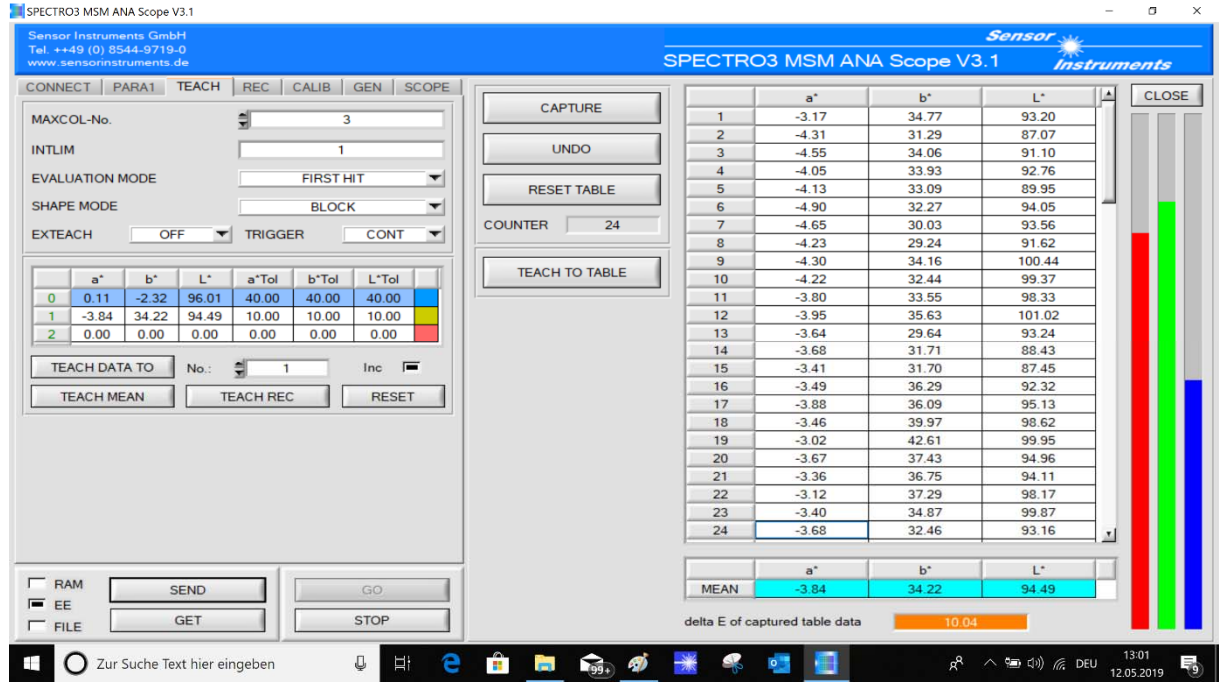 SPECTRO3 MSM ANA Scope V3.1
Sensor Instruments GmbH
Tel. ++49 (0) 8544-9719-0
www.sensorinstruments.de
Sensor
Instruments
SPECTRO3 MSM ANA Scope V3.1
CONNECT PARA1 TEACH REC CALIB GEN SCOPE
MAXCOL-No. 3
INTLIM 1
EVALUATION MODE FIRST HIT
SHAPE MODE BLOCK
EXTEACH OFF TRIGGER CONT
a* b* L* a*Tol b*Tol L*Tol
0 0.11 -2.32 96.01 40.00 40.00 40.00
1 -3.84 34.22 94.49 10.00 10.00 10.00
2 0.00 0.00 0.00 0.00 0.00 0.00
TEACH DATA TO No.: 1 Inc
TEACH MEAN TEACH REC RESET
RAM
EE
FILE
SEND
GET
GO
STOP
CAPTURE
UNDO
RESET TABLE
COUNTER 24
TEACH TO TABLE
CLOSE
a* b* L*
1 -3.17 34.77 93.20
2 -4.31 31.29 87.07
3 -4.55 34.06 91.10
4 -4.05 33.93 92.76
5 -4.13 33.09 89.95
6 -4.90 32.27 94.05
7 -4.65 30.03 93.56
8 -4.23 29.24 91.62
9 -4.30 34.16 100.44
10 -4.22 32.44 99.37
11 -3.80 33.55 98.33
12 -3.95 35.63 101.02
13 -3.64 29.64 93.24
14 -3.68 31.71 88.43
15 -3.41 31.70 87.45
16 -3.49 36.29 92.32
17 -3.88 36.09 95.13
18 -3.46 39.97 98.62
19 -3.02 42.61 99.95
20 -3.67 37.43 94.96
21 -3.36 36.75 94.11
22 -3.12 37.29 98.17
23 -3.40 34.87 99.87
24 -3.68 32.46 93.16
a* b* L*
MEAN -3.84 34.22 94.49
delta E of captured table data 10.04
Zur Suche Text hier eingeben
99+
DEU
13:01
12.05.2019
9